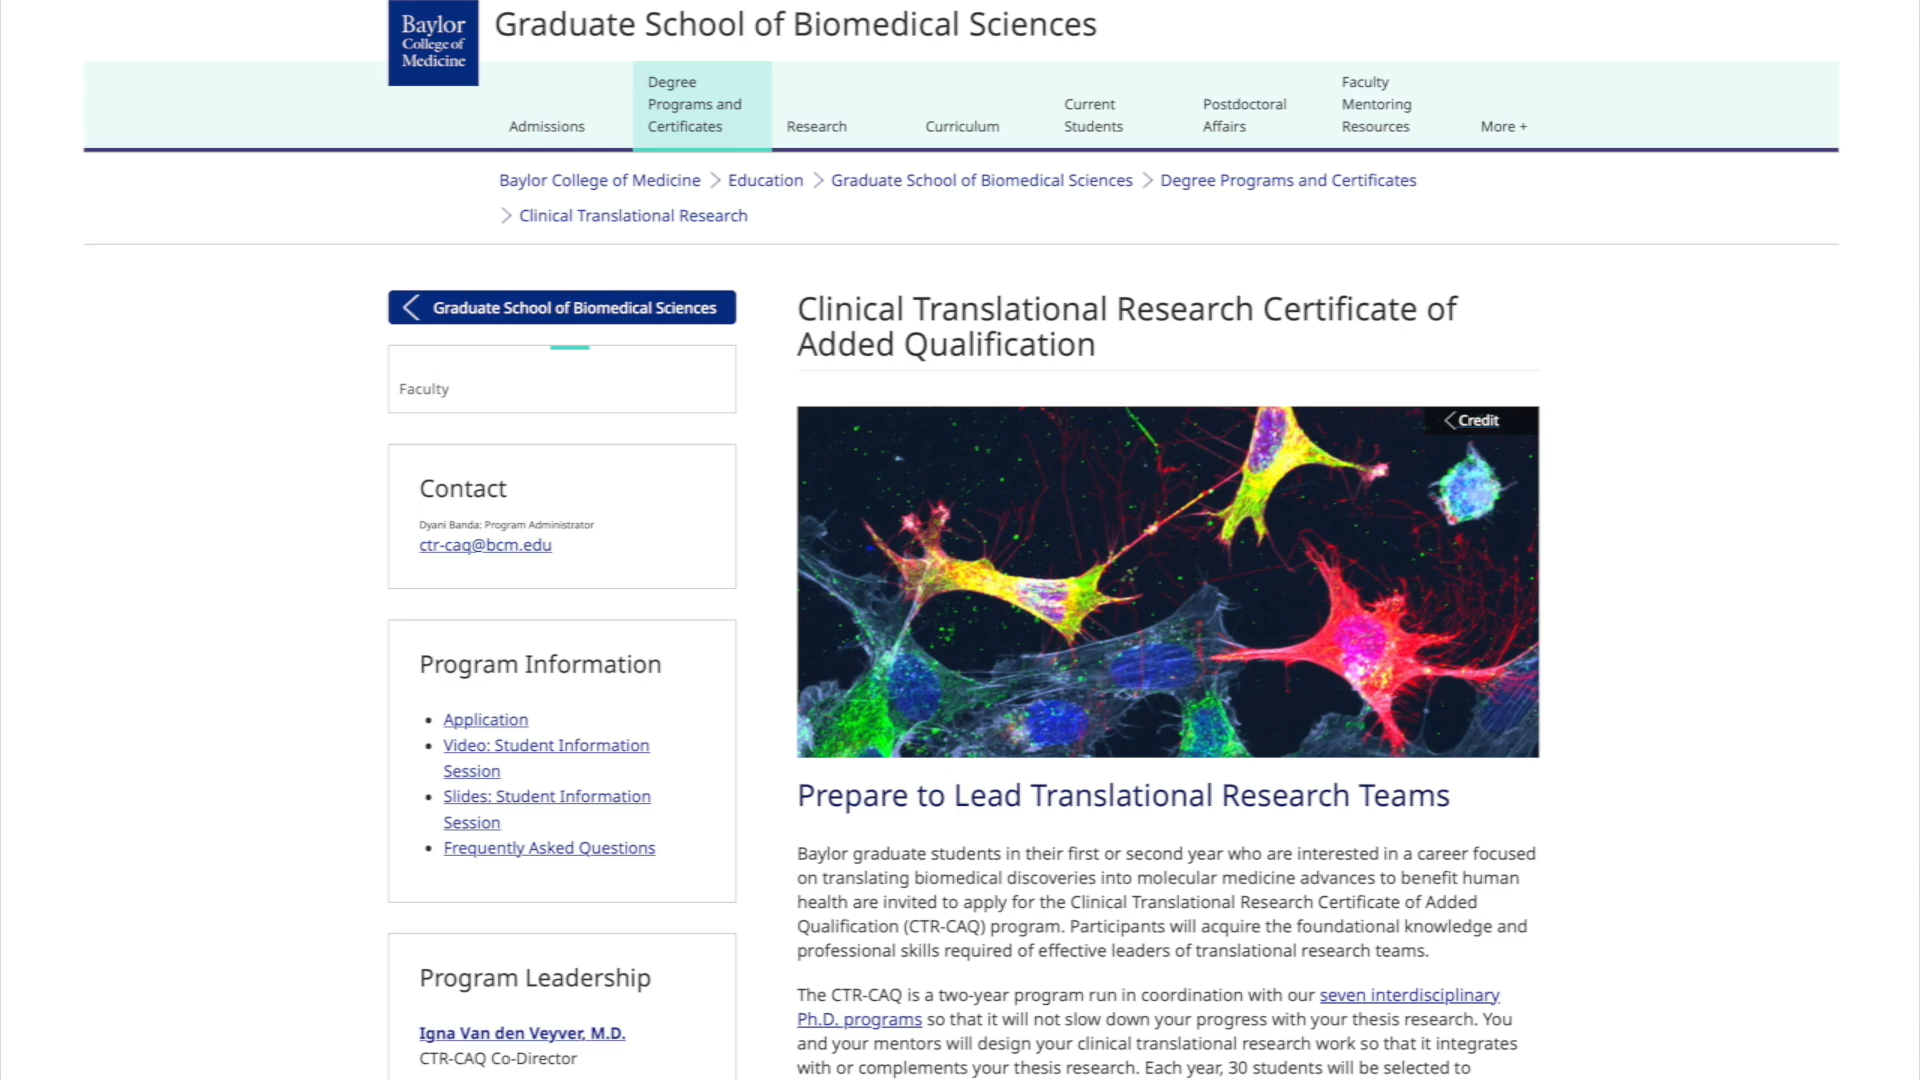 Baylor
College of
Medicine
Graduate School of Biomedical Sciences
Admissions
Degree
Programs and
Certificates
Research
Curriculum
Current
Students
Postdoctoral
Affairs
Faculty
Mentoring
Resources
More +
Baylor College of Medicine > Education > Graduate School of Biomedical Sciences > Degree Programs and Certificates
> Clinical Translational Research
Graduate School of Biomedical Sciences
Faculty
Contact
Dyani Banda: Program Administrator
ctr-caq@bcm.edu
Program Information
• Application
• Video: Student Information
Session
• Slides: Student Information
Session
• Frequently Asked Questions
Program Leadership
Igna Van den Veyver, M.D.
CTR-CAQ Co-Director
Clinical Translational Research Certificate of
Added Qualification
Credit
Prepare to Lead Translational Research Teams
Baylor graduate students in their first or second year who are interested in a career focused
on translating biomedical discoveries into molecular medicine advances to benefit human
health are invited to apply for the Clinical Translational Research Certificate of Added
Qualification (CTR-CAQ) program. Participants will acquire the foundational knowledge and
professional skills required of effective leaders of translational research teams.
The CTR-CAQ is a two-year program run in coordination with our seven interdisciplinary
Ph.D. programs so that it will not slow down your progress with your thesis research. You
and your mentors will design your clinical translational research work so that it integrates
with or complements your thesis research. Each year, 30 students will be selected to